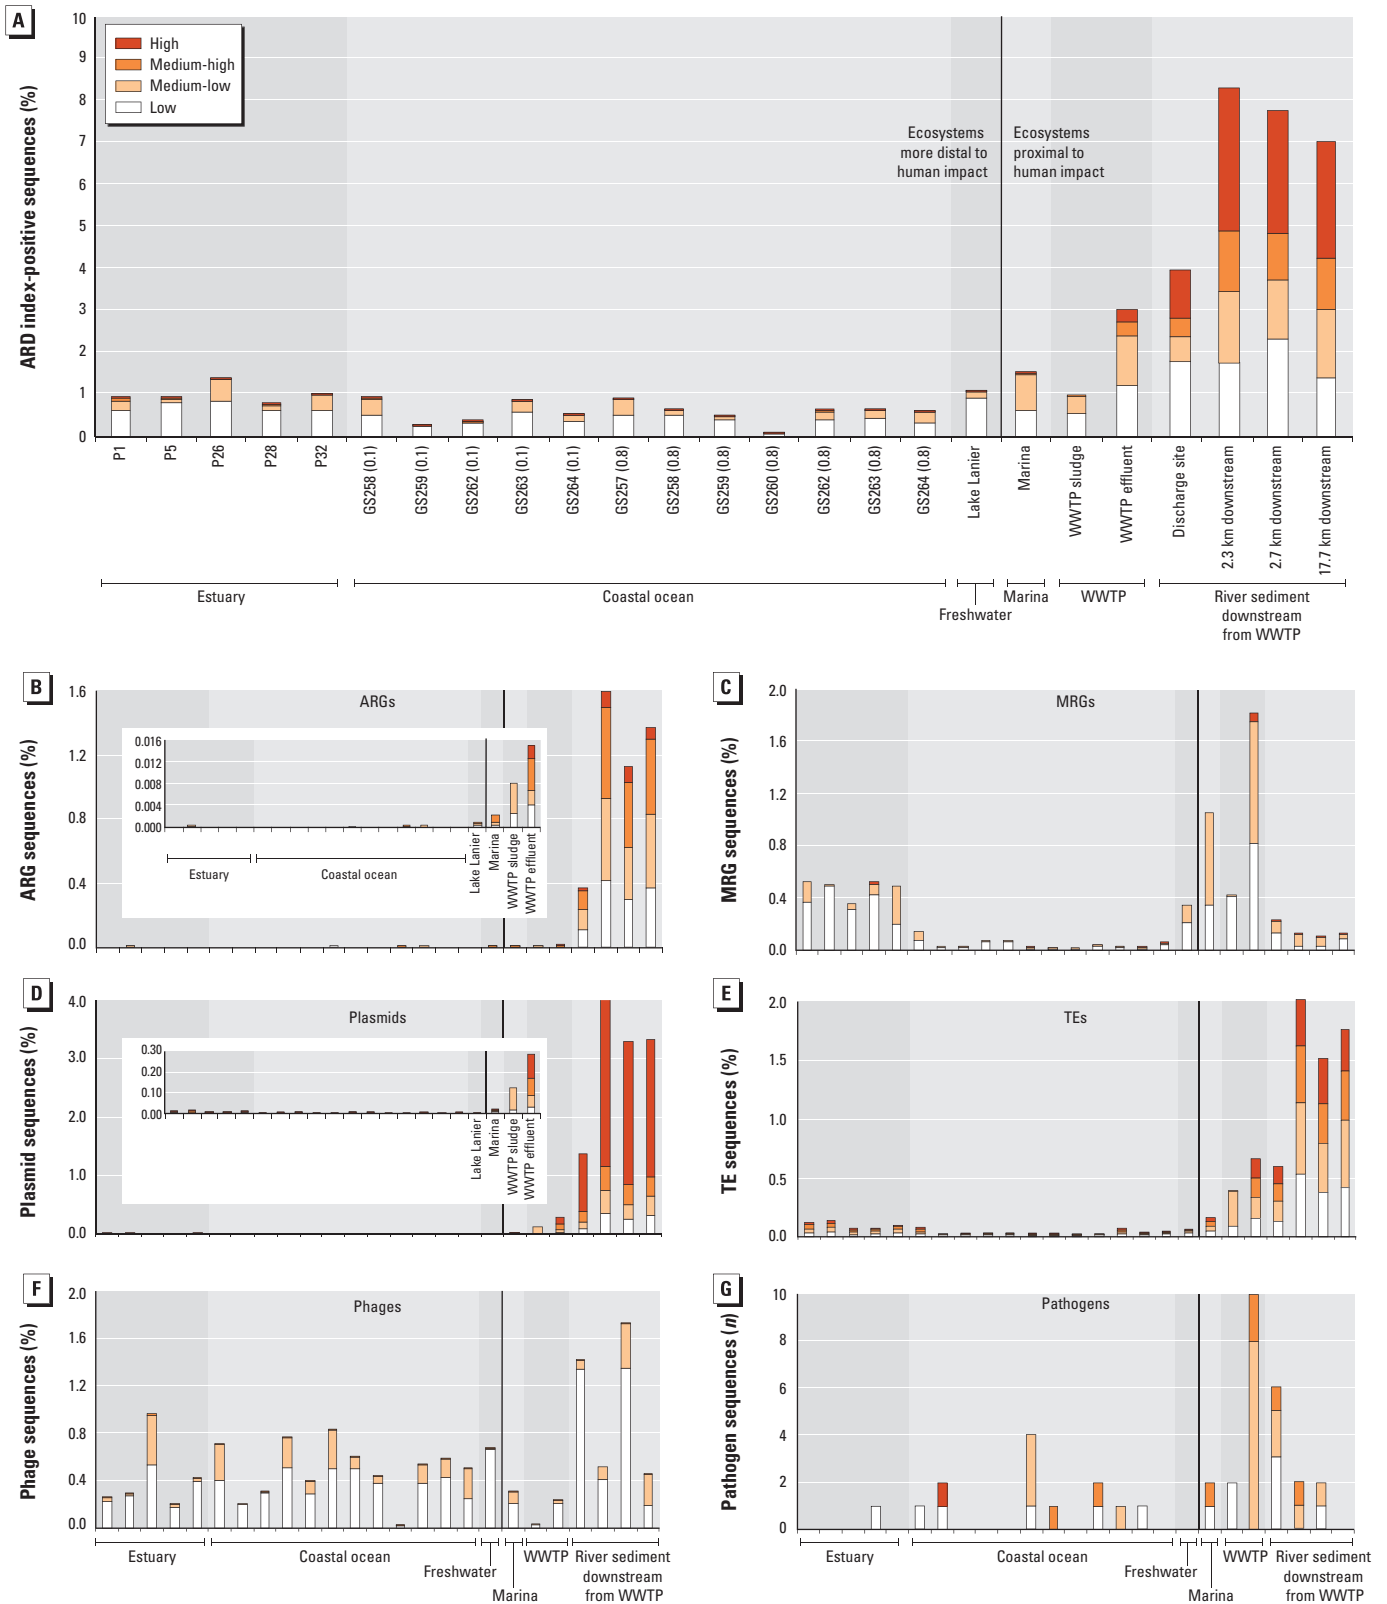 A
ARD index-positive sequences (%)
10
9
8
7
6
5
4
3
2
1
0
High
Medium-high
Medium-low
Low
Ecosystems
more distal to
human impact
Ecosystems
proximal to
human impact
P1
P5
P26
P28
P32
GS258 (0.1)
GS259 (0.1)
GS262 (0.1)
GS263 (0.1)
GS264 (0.1)
GS257 (0.8)
GS258 (0.8)
GS259 (0.8)
GS260 (0.8)
GS262 (0.8)
GS263 (0.8)
GS264 (0.8)
Lake Lanier
Marina
WWTP sludge
WWTP effluent
Discharge site
2.3 km downstream
2.7 km downstream
17.7 km downstream
Estuary
Coastal ocean
Freshwater
Marina
WWTP
River sediment
downstream
from WWTP
B
ARG sequences (%)
1.6
1.2
0.8
0.4
0.0
ARGs
0.016
0.012
0.008
0.004
0.000
Estuary
Coastal ocean
Lake Lanier
Marina
WWTP sludge
WWTP effluent
C
MRG sequences (%)
2.0
1.6
1.2
0.8
0.4
0.0
MRGs
D
Plasmid sequences (%)
4.0
3.0
2.0
1.0
0.0
Plasmids
0.30
0.20
0.10
0.00
Lake Lanier
Marina
WWTP sludge
WWTP effluent
E
TE sequences (%)
2.0
1.5
1.0
0.5
0.0
TEs
F
Phage sequences (%)
2.0
1.6
1.2
0.8
0.4
0.0
Phages
Estuary
Coastal ocean
Freshwater
Marina
WWTP
River sediment
downstream
from WWTP
G
Pathogen sequences (n)
10
8
6
4
2
0
Pathogens
Estuary
Coastal ocean
Freshwater
Marina
WWTP
River sediment
downstream
from WWTP